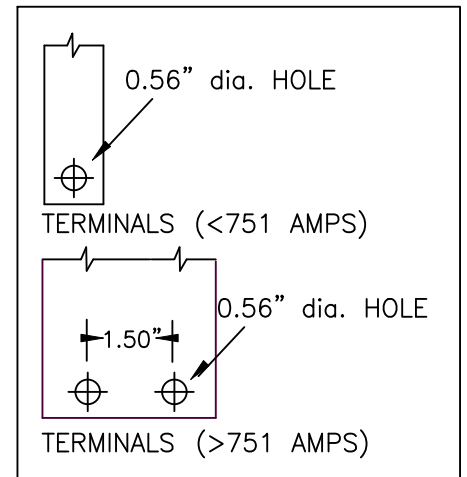 0.56" dia. HOLE
TERMINALS (<751 AMPS)
0.56" dia. HOLE
1.50"
TERMINALS (>751 AMPS)